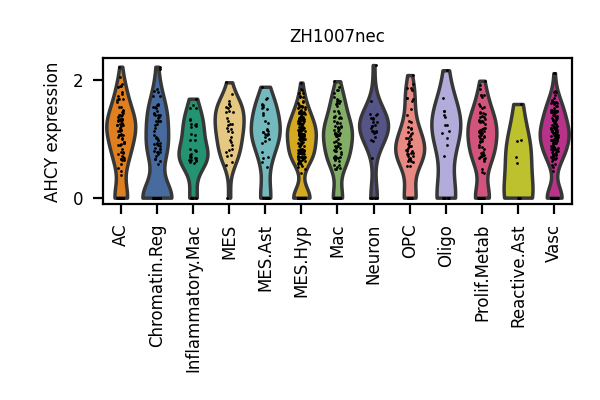 ZH1007nec
AHCY expression
2
0
AC
Chromatin.Reg
Inflammatory.Mac
MES
MES.Ast
MES.Hyp
Mac
Neuron
OPC
Oligo
Prolif.Metab
Reactive.Ast
Vasc